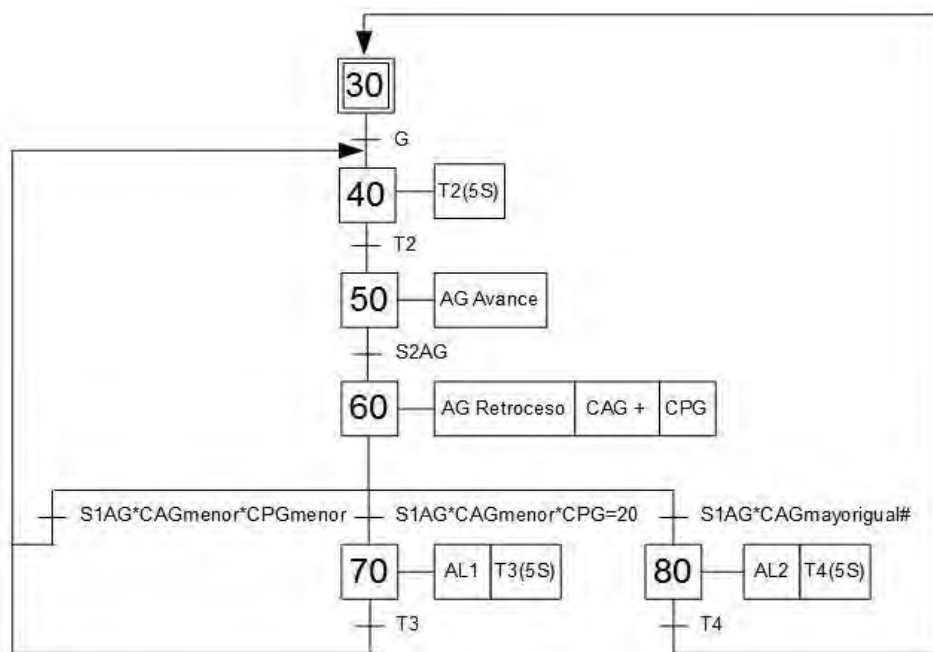 30
G
40
T2(5S)
T2
50
AG Avance
S2AG
60
AG Retroceso
CAG +
CPG
S1AG*CAGmenor*CPGmenor
S1AG*CAGmenor*CPG=20
S1AG*CAGmayorigual#
70
AL1
T3(5S)
80
AL2
T4(5S)
T3
T4